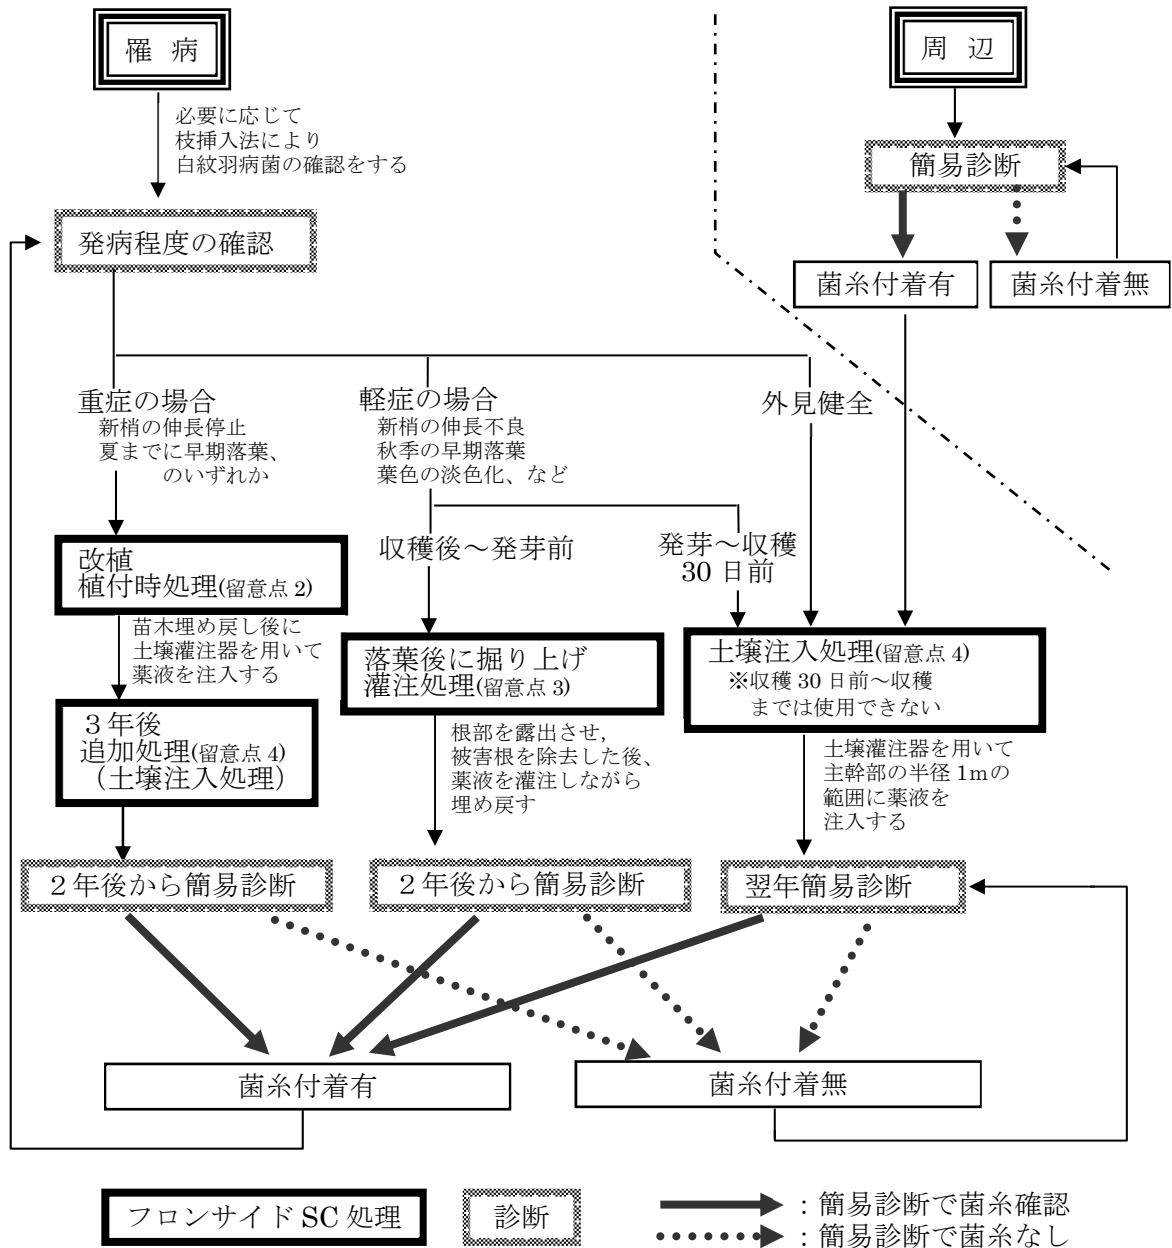 罹 病
必要に応じて
枝挿入法により
白紋羽病菌の確認をする
発病程度の確認
周 辺
簡易診断
菌糸付着有
菌糸付着無
重症の場合
新梢の伸長停止
夏までに早期落葉、
のいずれか
軽症の場合
新梢の伸長不良
秋季の早期落葉
葉色の淡色化、など
外見健全
収穫後～発芽前
発芽～収穫
30 日前
改植
植付時処理(留意点 2)
苗木埋め戻し後に
土壌灌注器を用いて
薬液を注入する
３年後
追加処理(留意点 4)
（土壌注入処理）
落葉後に掘り上げ
灌注処理(留意点 3)
根部を露出させ,
被害根を除去した後、
薬液を灌注しながら
埋め戻す
土壌注入処理(留意点 4)
※収穫 30 日前～収穫
までは使用できない
土壌灌注器を用いて
主幹部の半径 1mの
範囲に薬液を
注入する
２年後から簡易診断
２年後から簡易診断
翌年簡易診断
菌糸付着有
菌糸付着無
フロンサイド SC 処理
診断
：簡易診断で菌糸確認
：簡易診断で菌糸なし